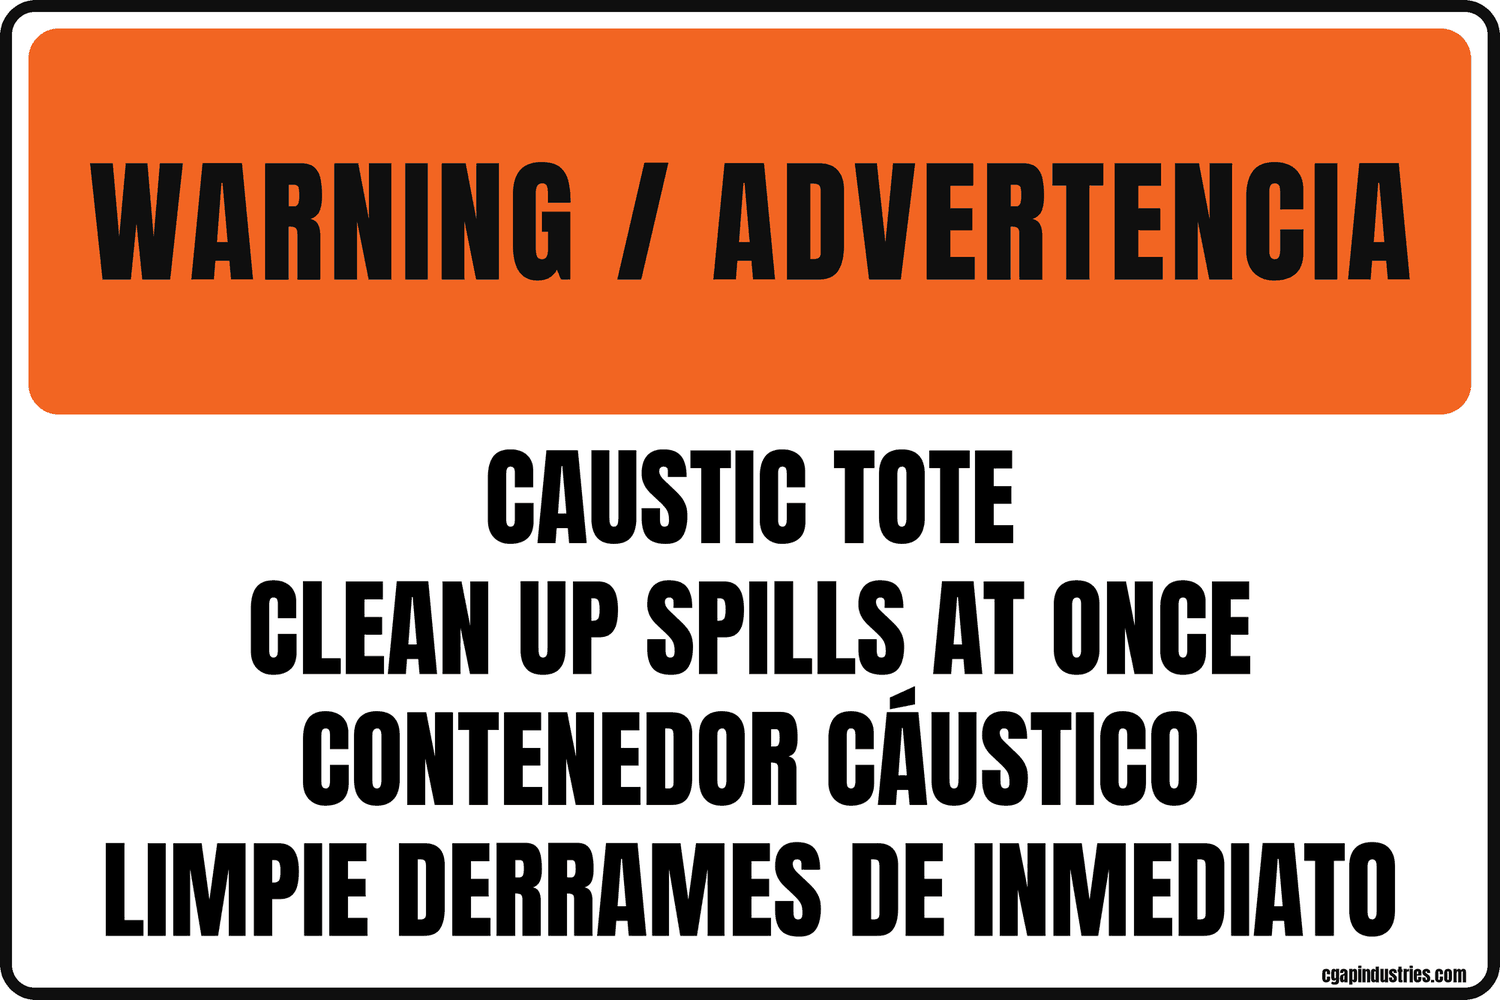 WARNING / ADVERTENCIA
CAUSTIC TOTE
CLEAN UP SPILLS AT ONCE
CONTENEDOR CÁUSTICO
LIMPIE DERRAMES DE INMEDIATO
cgapindustries.com